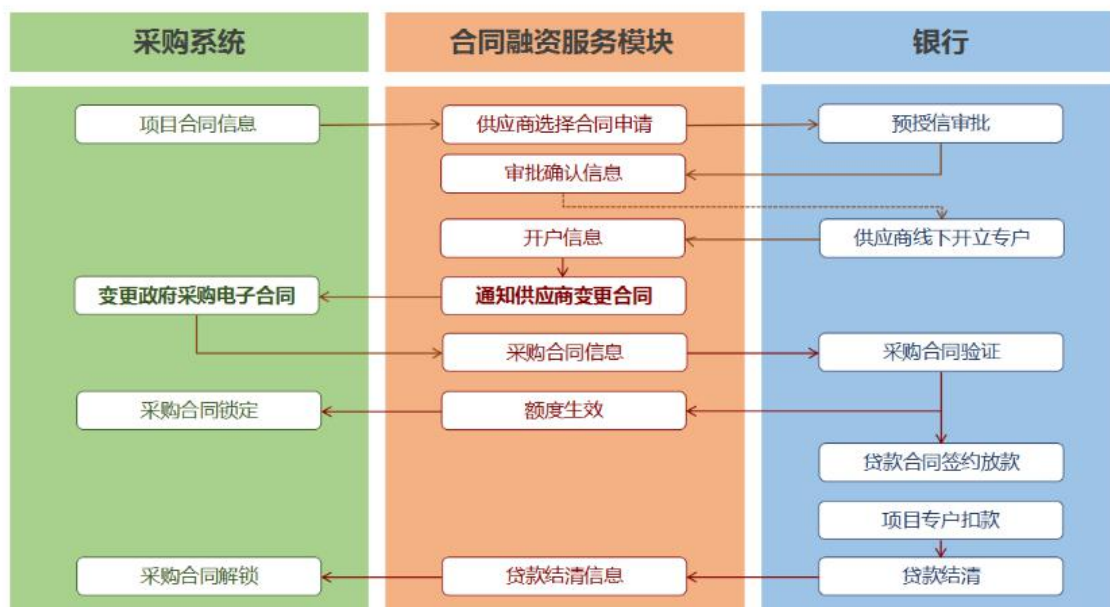 采购系统
合同融资服务模块
银行
项目合同信息
供应商选择合同申请
预授信审批
审批确认信息
开户信息
供应商线下开立专户
变更政府采购电子合同
通知供应商变更合同
采购合同信息
采购合同验证
采购合同锁定
额度生效
贷款合同签约放款
项目专户扣款
采购合同解锁
贷款结清信息
贷款结清